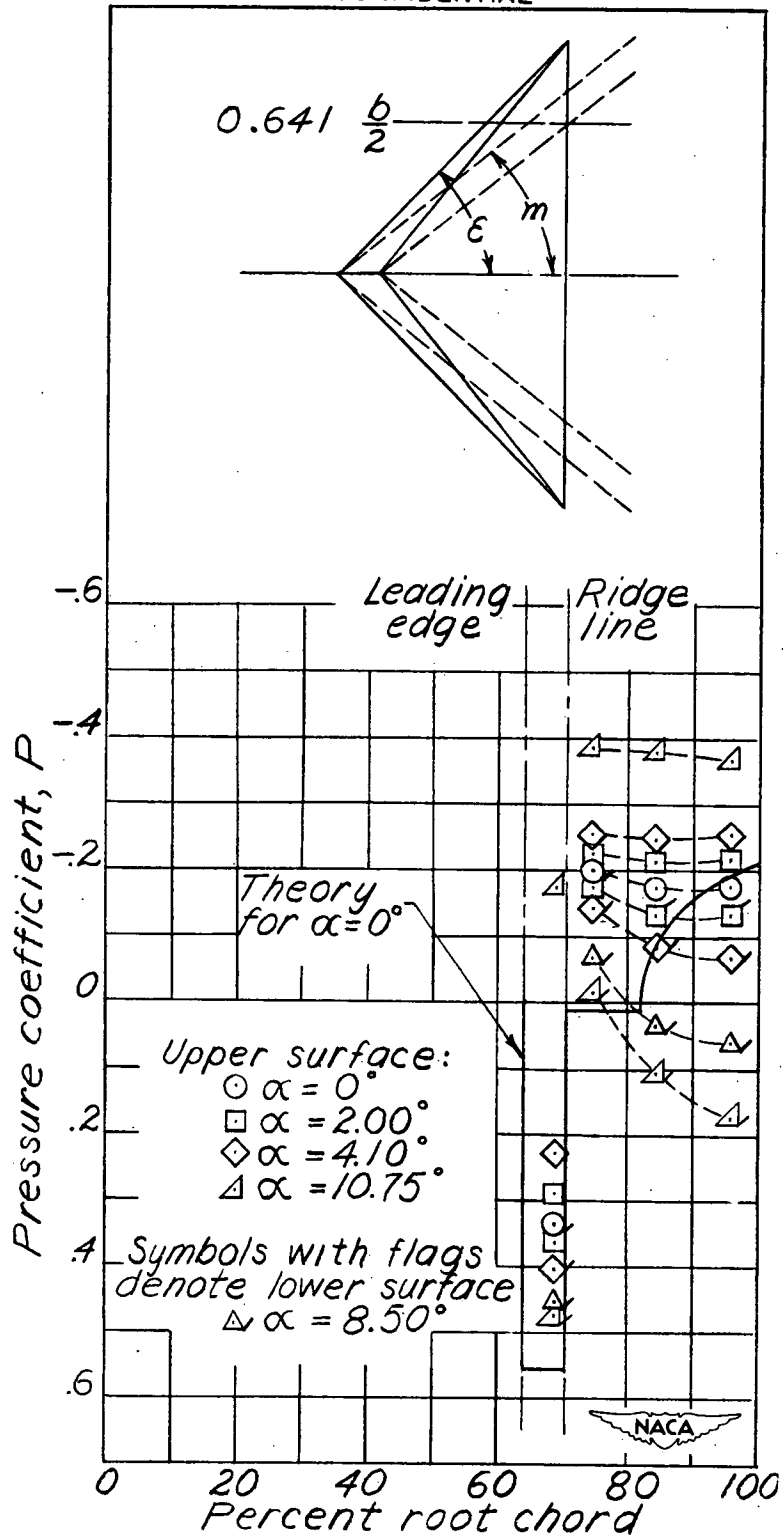 0.641 b/2
ε
m
Leading edge
Ridge line
-.6
-.4
-.2
0
.2
.4
.6
Pressure coefficient, P
Theory for α=0°
Upper surface:
α = 0°
α = 2.00°
α = 4.10°
α = 10.75°
Symbols with flags
denote lower surface
α = 8.50°
NACA
0 20 40 60 80 100
Percent root chord